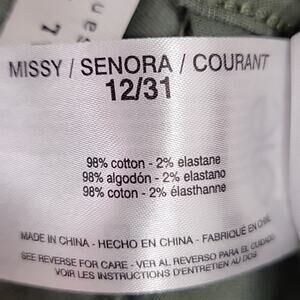 MISSY / SENORA / COURANT
12/31
98% cotton - 2% elastane
98% algodón - 2% elastano
98% coton - 2% élasthanne
MADE IN CHINA - HECHO EN CHINA - FABRIQUÉ EN CHINE
SEE REVERSE FOR CARE - VER AL REVERSO PARA EL CUIDADO
VOIR LES INSTRUCTIONS D'ENTRETIEN AU DOS